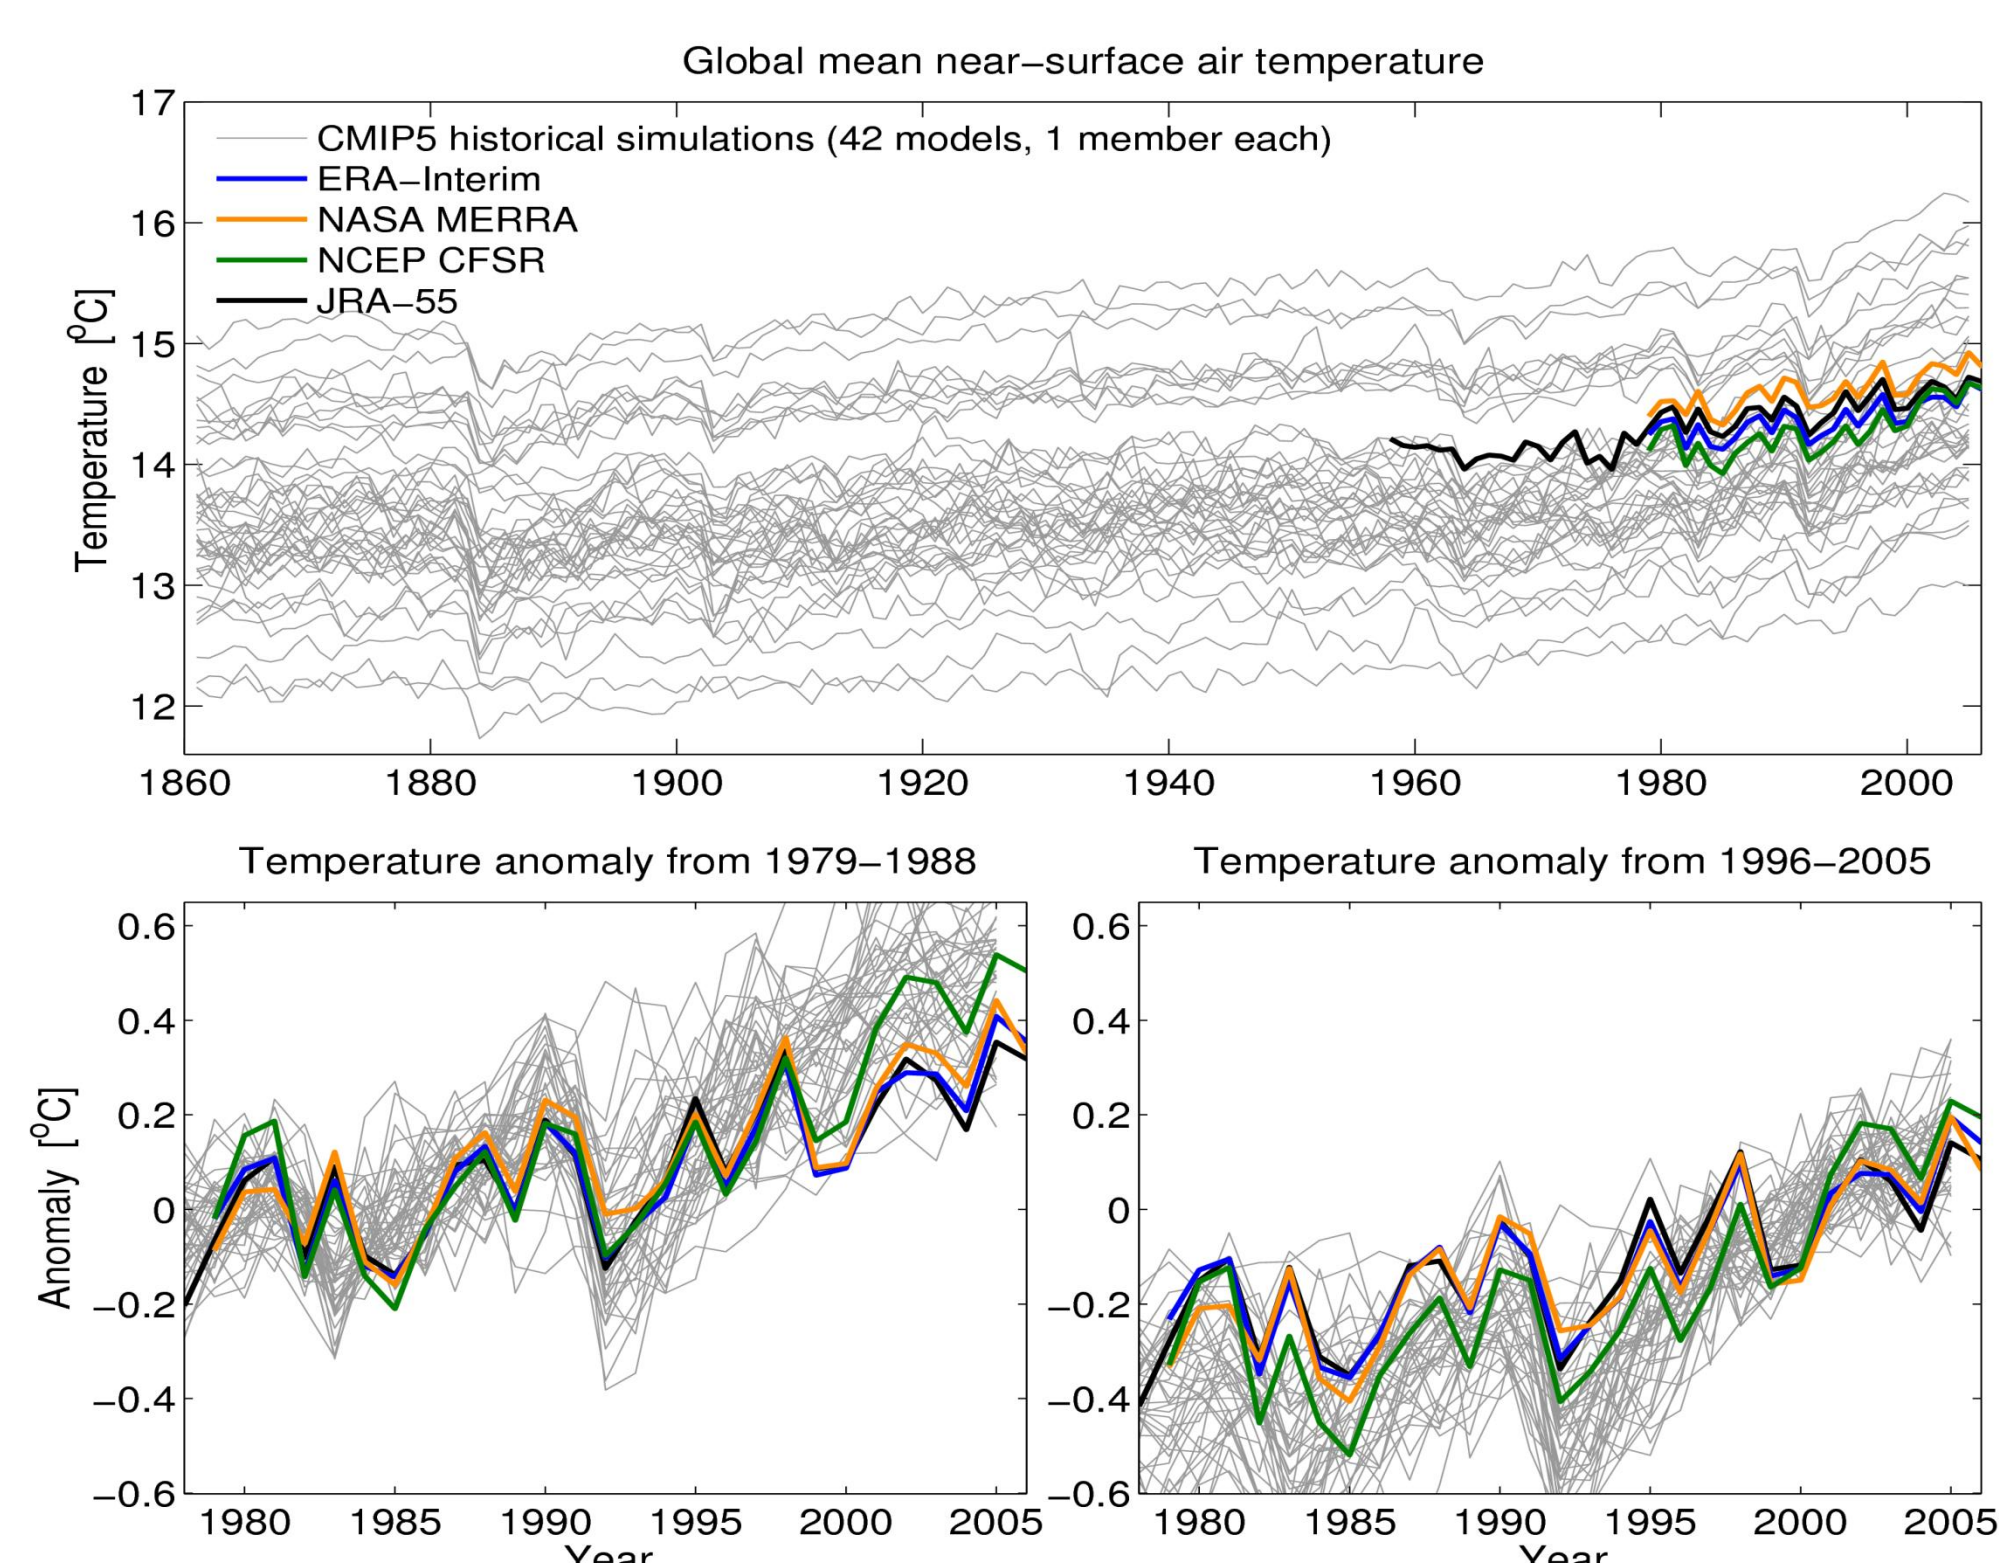 Global mean near−surface air temperature
17
16
15
14
13
12
Temperature [°C]
CMIP5 historical simulations (42 models, 1 member each)
ERA−Interim
NASA MERRA
NCEP CFSR
JRA−55
1860 1880 1900 1920 1940 1960 1980 2000
Temperature anomaly from 1979−1988
0.6
0.4
0.2
0
−0.2
−0.4
−0.6
Anomaly [°C]
1980 1985 1990 1995 2000 2005
Year
Temperature anomaly from 1996−2005
0.6
0.4
0.2
0
−0.2
−0.4
−0.6
1980 1985 1990 1995 2000 2005
Year